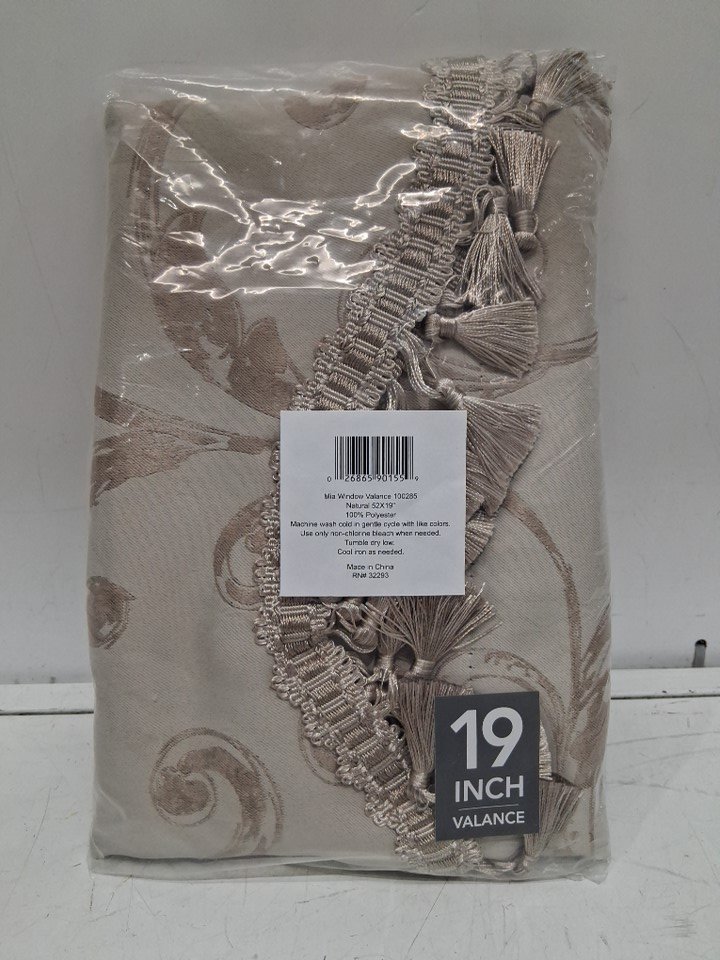 0 26865 90155 9
Mia Window Valance 100285
Natural 52X19"
100% Polyester
Machine wash cold in gentle cycle with like colors.
Use only non-chlorine bleach when needed.
Tumble dry low.
Cool iron as needed.
Made in China
RN# 32293
19
INCH
VALANCE